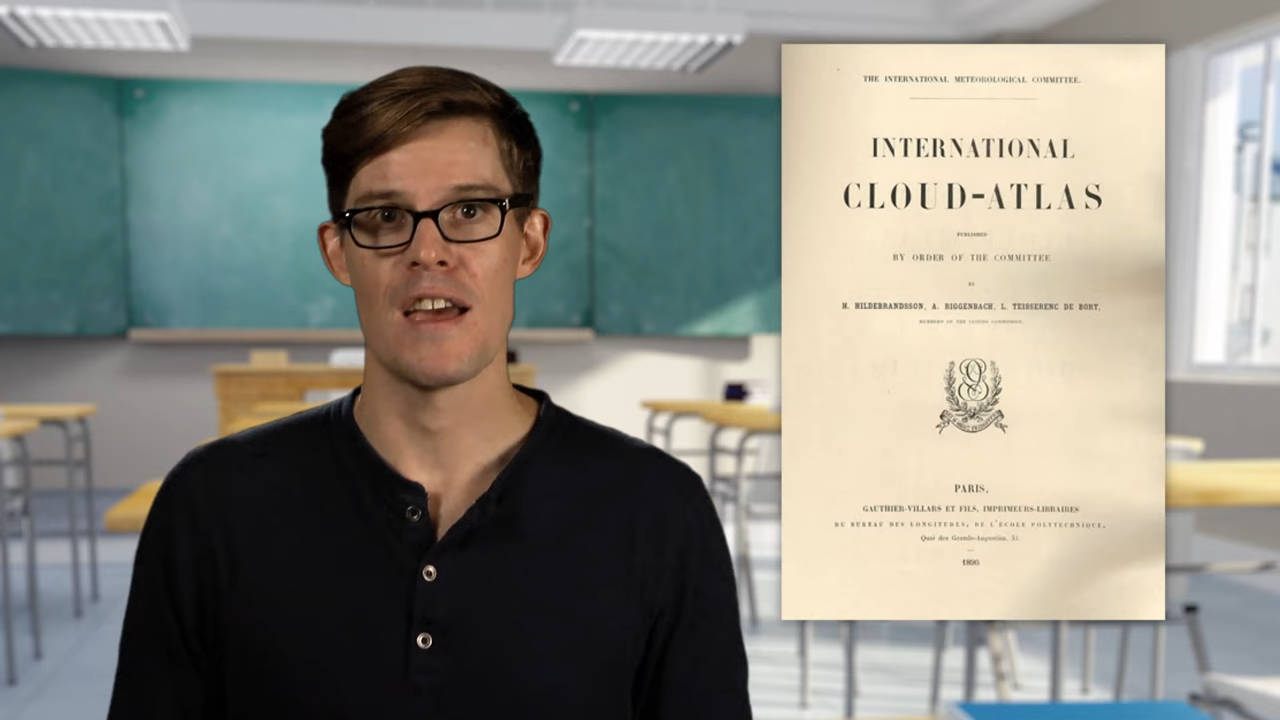 THE INTERNATIONAL METEOROLOGICAL COMMITTEE.
INTERNATIONAL
CLOUD-ATLAS
PUBLISHED
BY ORDER OF THE COMMITTEE
BY
H. HILDEBRANDSSON, A. RIGGENBACH, L. TEISSERENC DE BORT,
MEMBERS OF THE CLOUDS COMMISSION
PARIS,
GAUTHIER-VILLARS ET FILS, IMPRIMEURS-LIBRAIRES
DU BUREAU DES LONGITUDES, DE L'ÉCOLE POLYTECHNIQUE,
Quai des Grands-Augustins,
1896